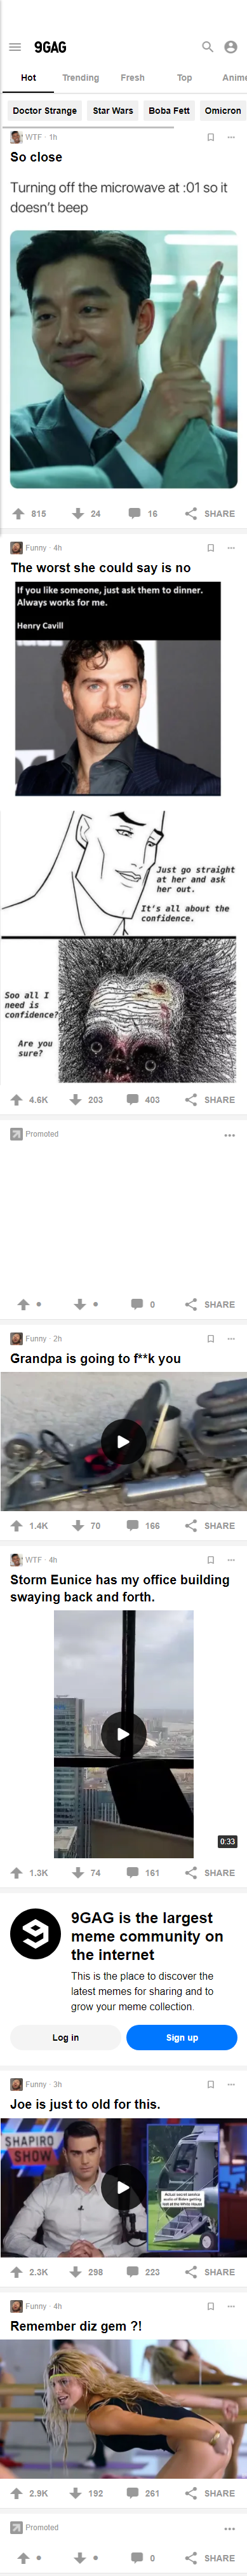 9GAG
Hot Trending Fresh Top Anime
Doctor Strange Star Wars Boba Fett Omicron
WTF · 1h
So close
Turning off the microwave at :01 so it
doesn't beep
815 24 16 SHARE
Funny · 4h
The worst she could say is no
If you like someone, just ask them to dinner.
Always works for me.
Henry Cavill
Just go straight
at her and ask
her out.
It's all about the
confidence.
Soo all I
need is
confidence?
Are you
sure?
4.6K 203 403 SHARE
Promoted
• • 0 SHARE
Funny · 2h
Grandpa is going to f**k you
1.4K 70 166 SHARE
WTF · 4h
Storm Eunice has my office building
swaying back and forth.
0:33
1.3K 74 161 SHARE
9GAG is the largest
meme community on
the internet
This is the place to discover the
latest memes for sharing and to
grow your meme collection.
Log in Sign up
Funny · 3h
Joe is just to old for this.
SHAPIRO
SHOW
2.3K 298 223 SHARE
Funny · 4h
Remember diz gem ?!
2.9K 192 261 SHARE
Promoted
• • 0 SHARE